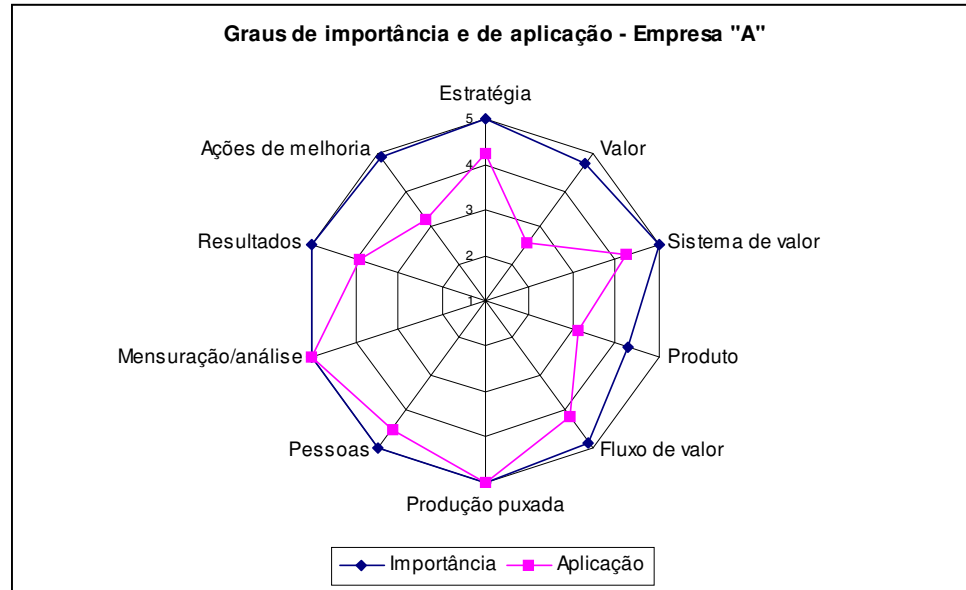 Graus de importância e de aplicação - Empresa "A"
Estratégia
Valor
Sistema de valor
Produto
Fluxo de valor
Produção puxada
Pessoas
Mensuração/análise
Resultados
Ações de melhoria
5
4
3
2
1
Importância
Aplicação